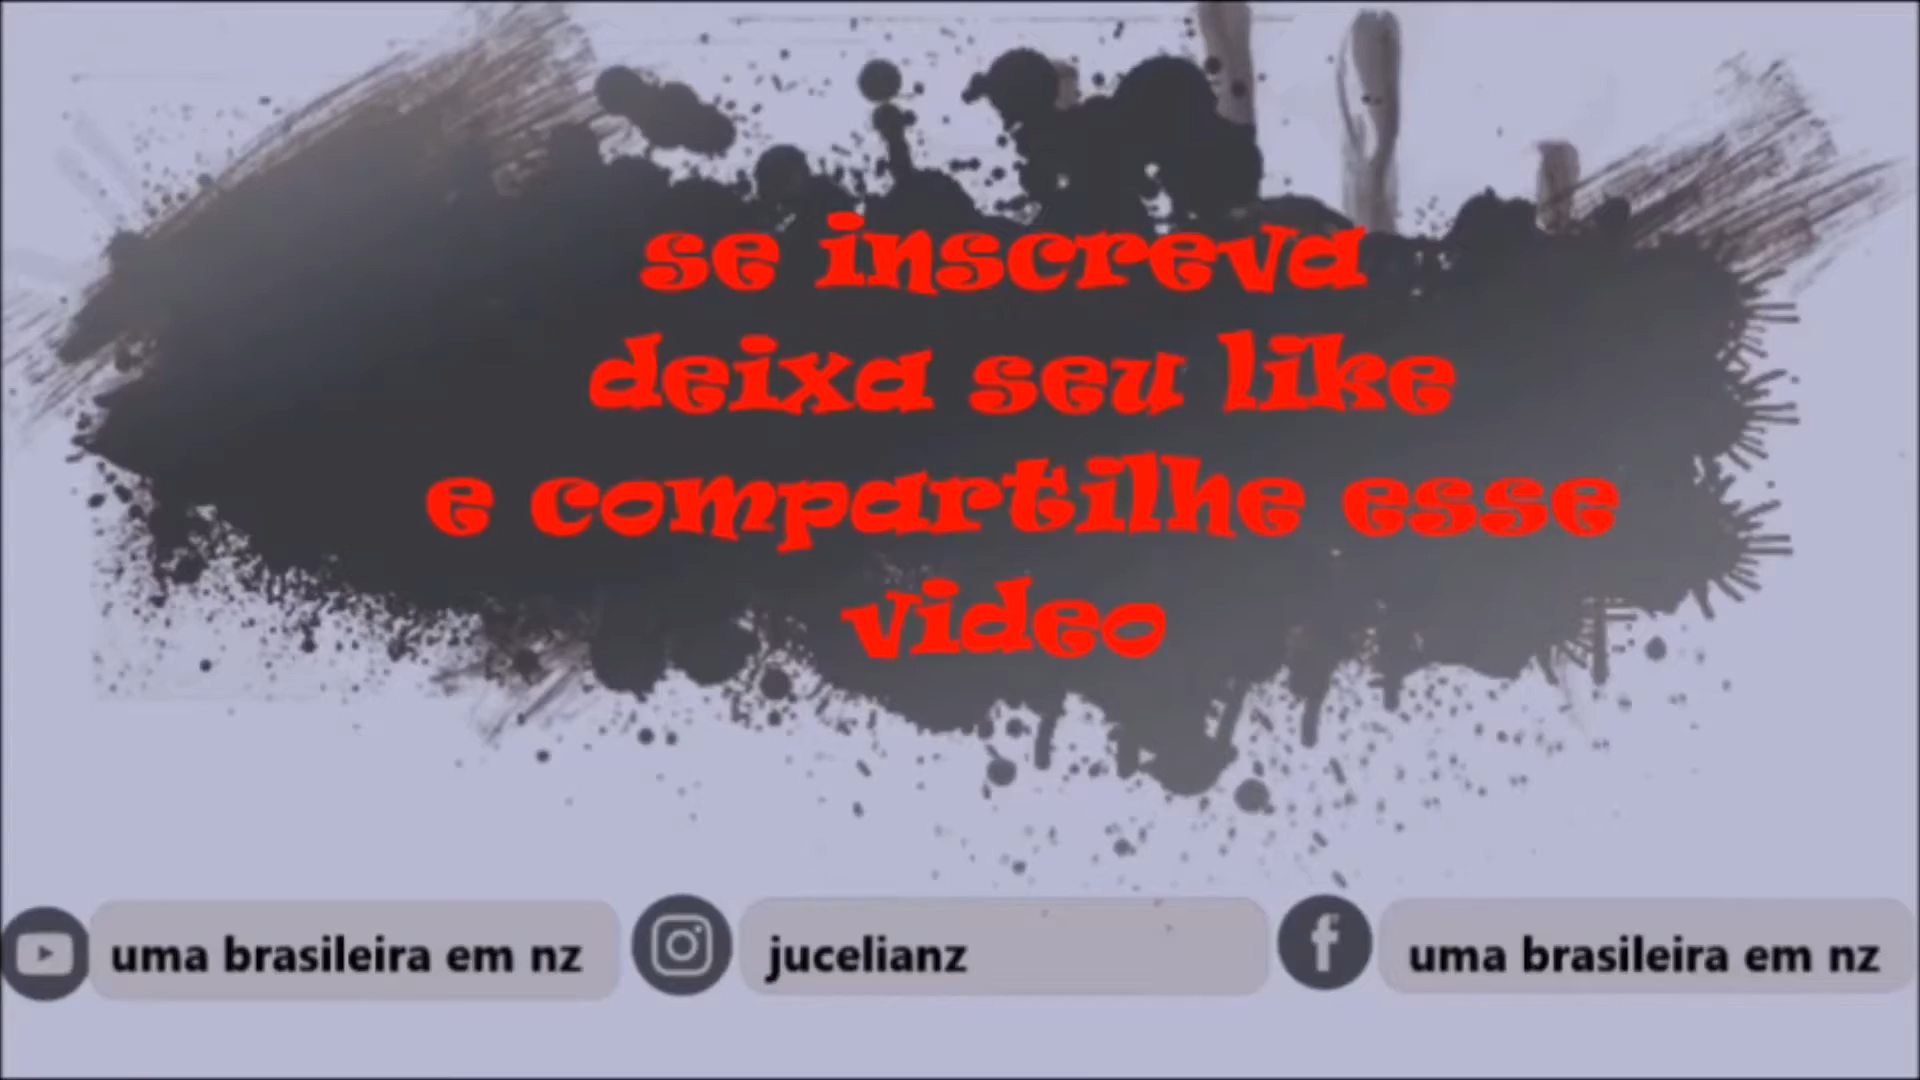 se inscreva
deixa seu like
e compartilhe esse
video
uma brasileira em nz
jucelianz
uma brasileira em nz